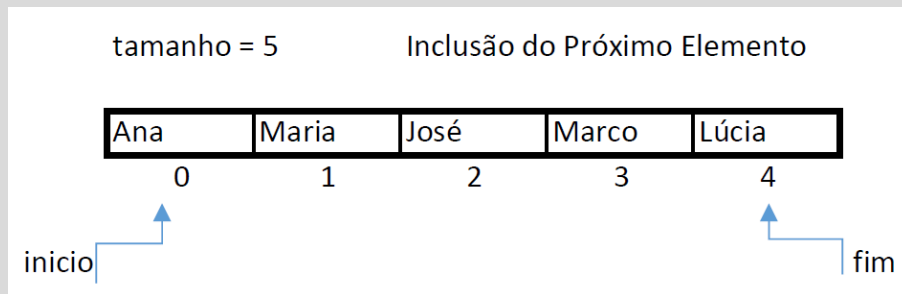 tamanho = 5 Inclusão do Próximo Elemento
Ana Maria José Marco Lúcia
0 1 2 3 4
inicio fim